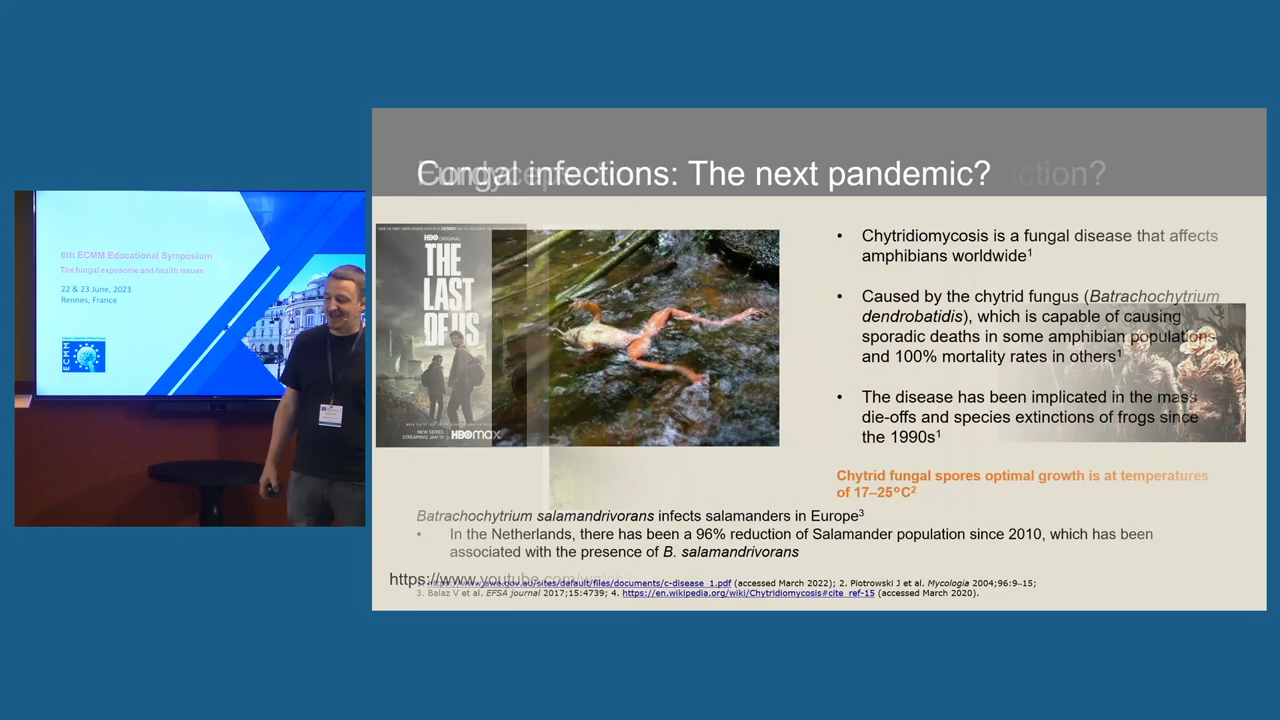 6th ECMM Educational Symposium
The fungal exposome and health issues
22 & 23 June, 2023
Rennes, France
ECMM
infections: The next pandemic?
Fiction?
HBO ORIGINAL
THE
LAST
OF US
NEW SERIES
STREAMING JAN 15
HBOmax
• Chytridiomycosis is a fungal disease that affects
amphibians worldwide1
• Caused by the chytrid fungus (Batrachochytrium
dendrobatidis), which is capable of causing
sporadic deaths in some amphibian populations
and 100% mortality rates in others1
• The disease has been implicated in the mass
die-offs and species extinctions of frogs since
the 1990s1
Chytrid fungal spores optimal growth is at temperatures
of 17–25ºC2
Batrachochytrium salamandrivorans infects salamanders in Europe3
• In the Netherlands, there has been a 96% reduction of Salamander population since 2010, which has been
associated with the presence of B. salamandrivorans
https://www.youtube.com/
1. https://www.awe.gov.au/sites/default/files/documents/c-disease_1.pdf (accessed March 2022); 2. Piotrowski J et al. Mycologia 2004;96:9–15;
3. Balaz V et al. EFSA journal 2017;15:4739; 4. https://en.wikipedia.org/wiki/Chytridiomycosis#cite_ref-15 (accessed March 2020).